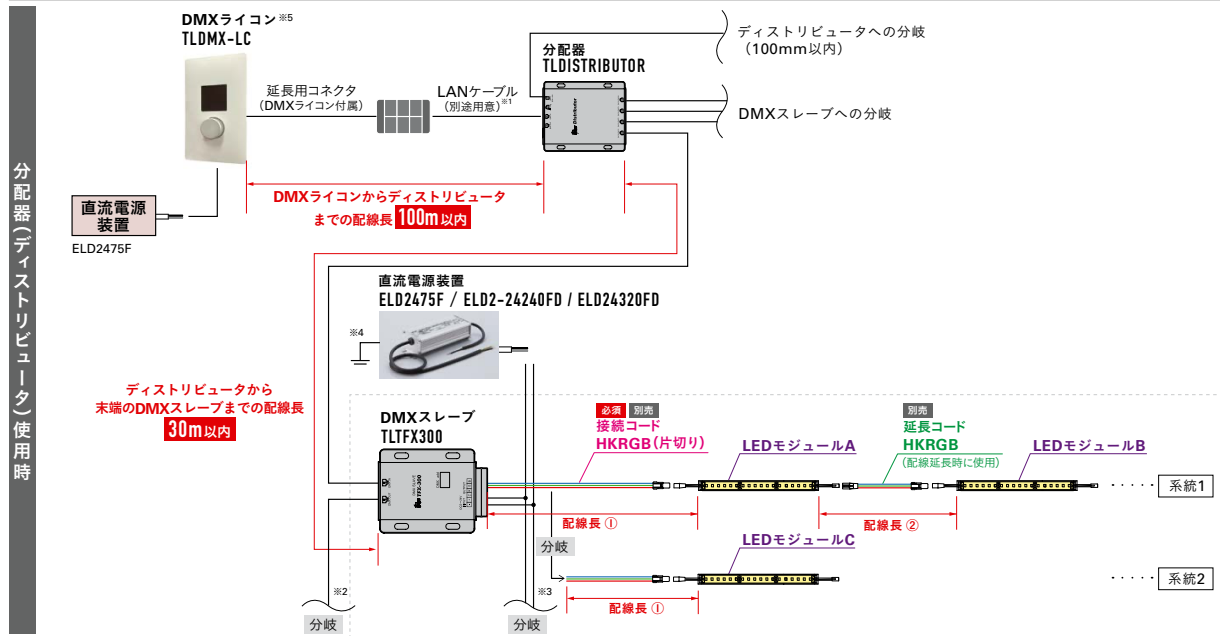 分配器(ディストリビュータ)使用時
DMXライコン※5
TLDMX-LC
延長用コネクタ
(DMXライコン付属)
LANケーブル
(別途用意)※1
分配器
TLDISTRIBUTOR
Distributor
ディストリビュータへの分岐
(100mm以内)
DMXスレーブへの分岐
直流電源
装置
ELD2475F
DMXライコンからディストリビュータ
までの配線長 100m以内
直流電源装置
ELD2475F / ELD2-24240FD / ELD24320FD
※4
ディストリビュータから
末端のDMXスレーブまでの配線長
30m以内
DMXスレーブ
TLTFX300
TFX-300
必須 別売
接続コード
HKRGB(片切り)
LEDモジュールA
別売
延長コード
HKRGB
(配線延長時に使用)
LEDモジュールB
系統1
配線長①
配線長②
分岐
LEDモジュールC
系統2
配線長①
※2
分岐
※3
分岐